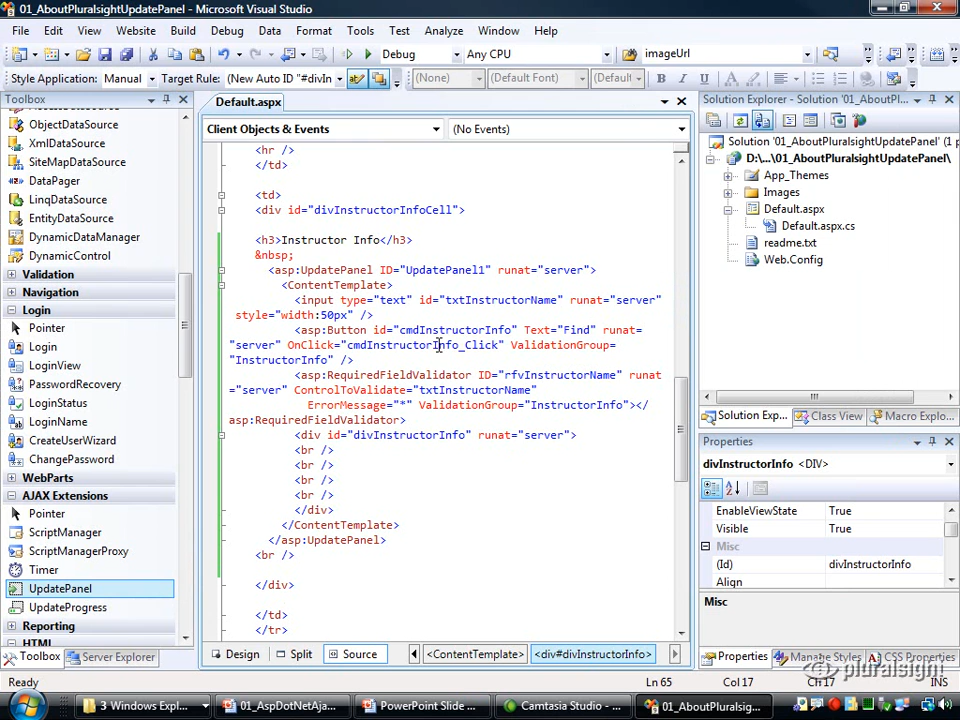 01_AboutPluralsightUpdatePanel - Microsoft Visual Studio
File Edit View Website Build Debug Data Format Tools Test Analyze Window Help
Debug Any CPU imageUrl
Style Application: Manual Target Rule: (New Auto ID "#divIn (None) (Default Font) (Default B I U A
Toolbox
ObjectDataSource
XmlDataSource
SiteMapDataSource
DataPager
LinqDataSource
EntityDataSource
DynamicDataManager
DynamicControl
Validation
Navigation
Login
Pointer
Login
LoginView
PasswordRecovery
LoginStatus
LoginName
CreateUserWizard
ChangePassword
WebParts
AJAX Extensions
Pointer
ScriptManager
ScriptManagerProxy
Timer
UpdatePanel
UpdateProgress
Reporting
HTML
Toolbox Server Explorer
Default.aspx
Client Objects & Events (No Events)
<hr />
</td>
<td>
<div id="divInstructorInfoCell">
<h3>Instructor Info</h3>
&nbsp;
<asp:UpdatePanel ID="UpdatePanel1" runat="server">
<ContentTemplate>
<input type="text" id="txtInstructorName" runat="server"
style="width:50px" />
<asp:Button id="cmdInstructorInfo" Text="Find" runat=
"server" OnClick="cmdInstructorInfo_Click" ValidationGroup=
"InstructorInfo" />
<asp:RequiredFieldValidator ID="rfvInstructorName" runat
="server" ControlToValidate="txtInstructorName"
ErrorMessage="*" ValidationGroup="InstructorInfo"></
asp:RequiredFieldValidator>
<div id="divInstructorInfo" runat="server">
<br />
<br />
<br />
<br />
</div>
</ContentTemplate>
</asp:UpdatePanel>
<br />
</div>
</td>
</tr>
Design Split Source <ContentTemplate> <div#divInstructorInfo>
Solution Explorer - Solution '01_AboutPl...
Solution '01_AboutPluralsightUpdatePanel' (1 p
D:\...\01_AboutPluralsightUpdatePanel\
App_Themes
Images
Default.aspx
Default.aspx.cs
readme.txt
Web.Config
Solution Exp... Class View Macro Explo...
Properties
divInstructorInfo <DIV>
EnableViewState True
Visible True
Misc
(Id) divInstructorInfo
Align
Misc
Properties Manage Styles CSS Properties
pluralsight
Ready Ln 65 Col 17 Ch 17 INS
3 Windows Expl... 01_AspDotNetAja... PowerPoint Slide ... Camtasia Studio - ... 01_AboutPluralsi...